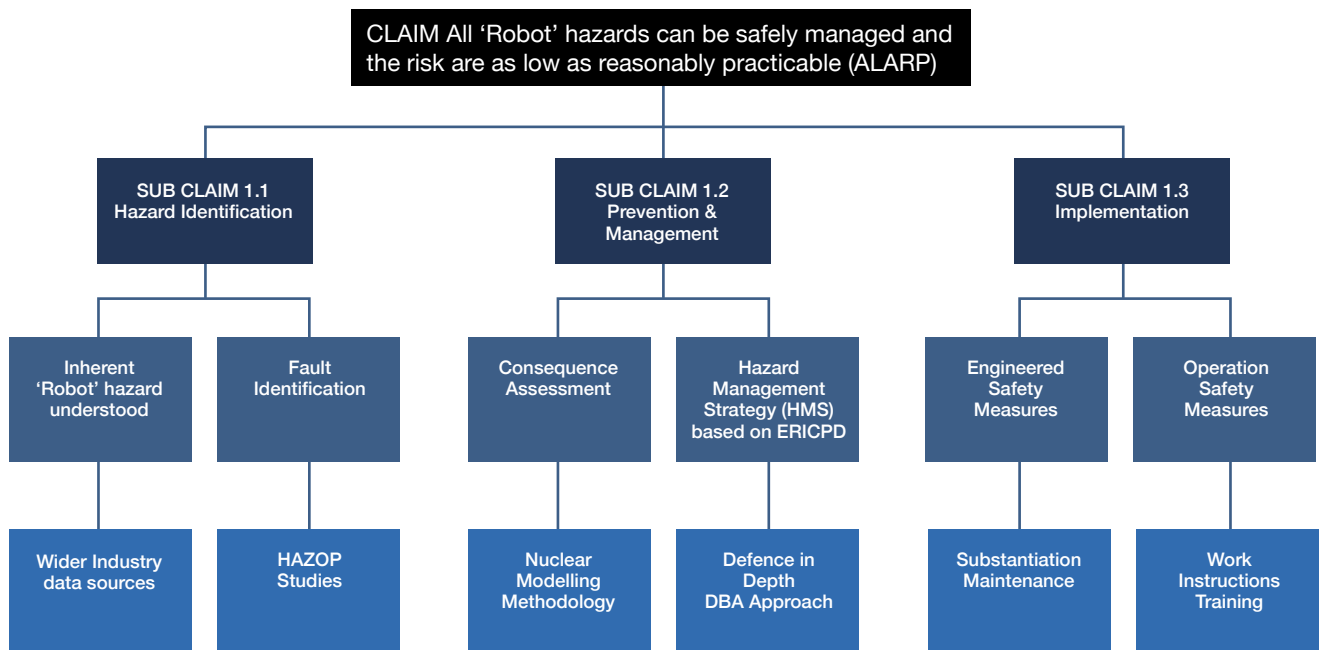 CLAIM All ‘Robot’ hazards can be safely managed and
the risk are as low as reasonably practicable (ALARP)
SUB CLAIM 1.1
Hazard Identification
SUB CLAIM 1.2
Prevention &
Management
SUB CLAIM 1.3
Implementation
Inherent
‘Robot’ hazard
understood
Fault
Identification
Consequence
Assessment
Hazard
Management
Strategy (HMS)
based on ERICPD
Engineered
Safety
Measures
Operation
Safety
Measures
Wider Industry
data sources
HAZOP
Studies
Nuclear
Modelling
Methodology
Defence in
Depth
DBA Approach
Substantiation
Maintenance
Work
Instructions
Training